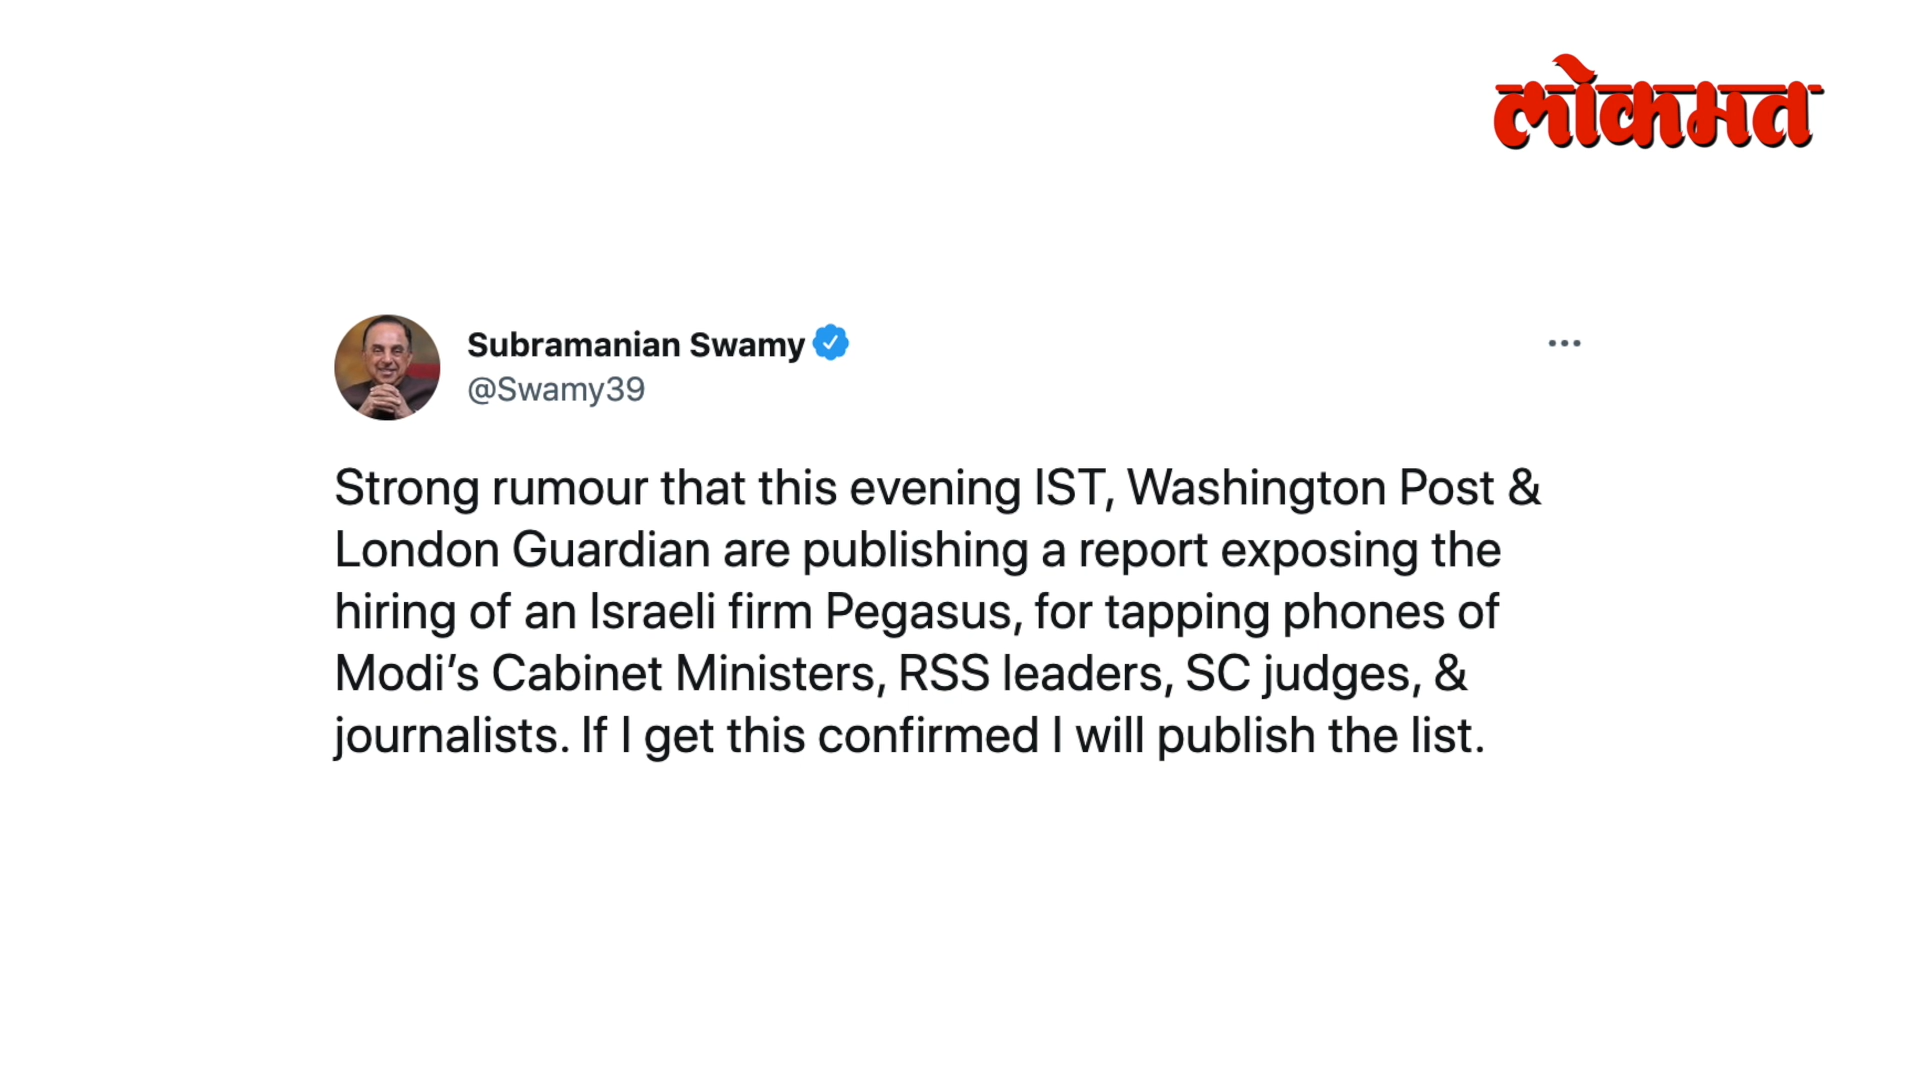 लोकमत
Subramanian Swamy
@Swamy39
Strong rumour that this evening IST, Washington Post &
London Guardian are publishing a report exposing the
hiring of an Israeli firm Pegasus, for tapping phones of
Modi’s Cabinet Ministers, RSS leaders, SC judges, &
journalists. If I get this confirmed I will publish the list.